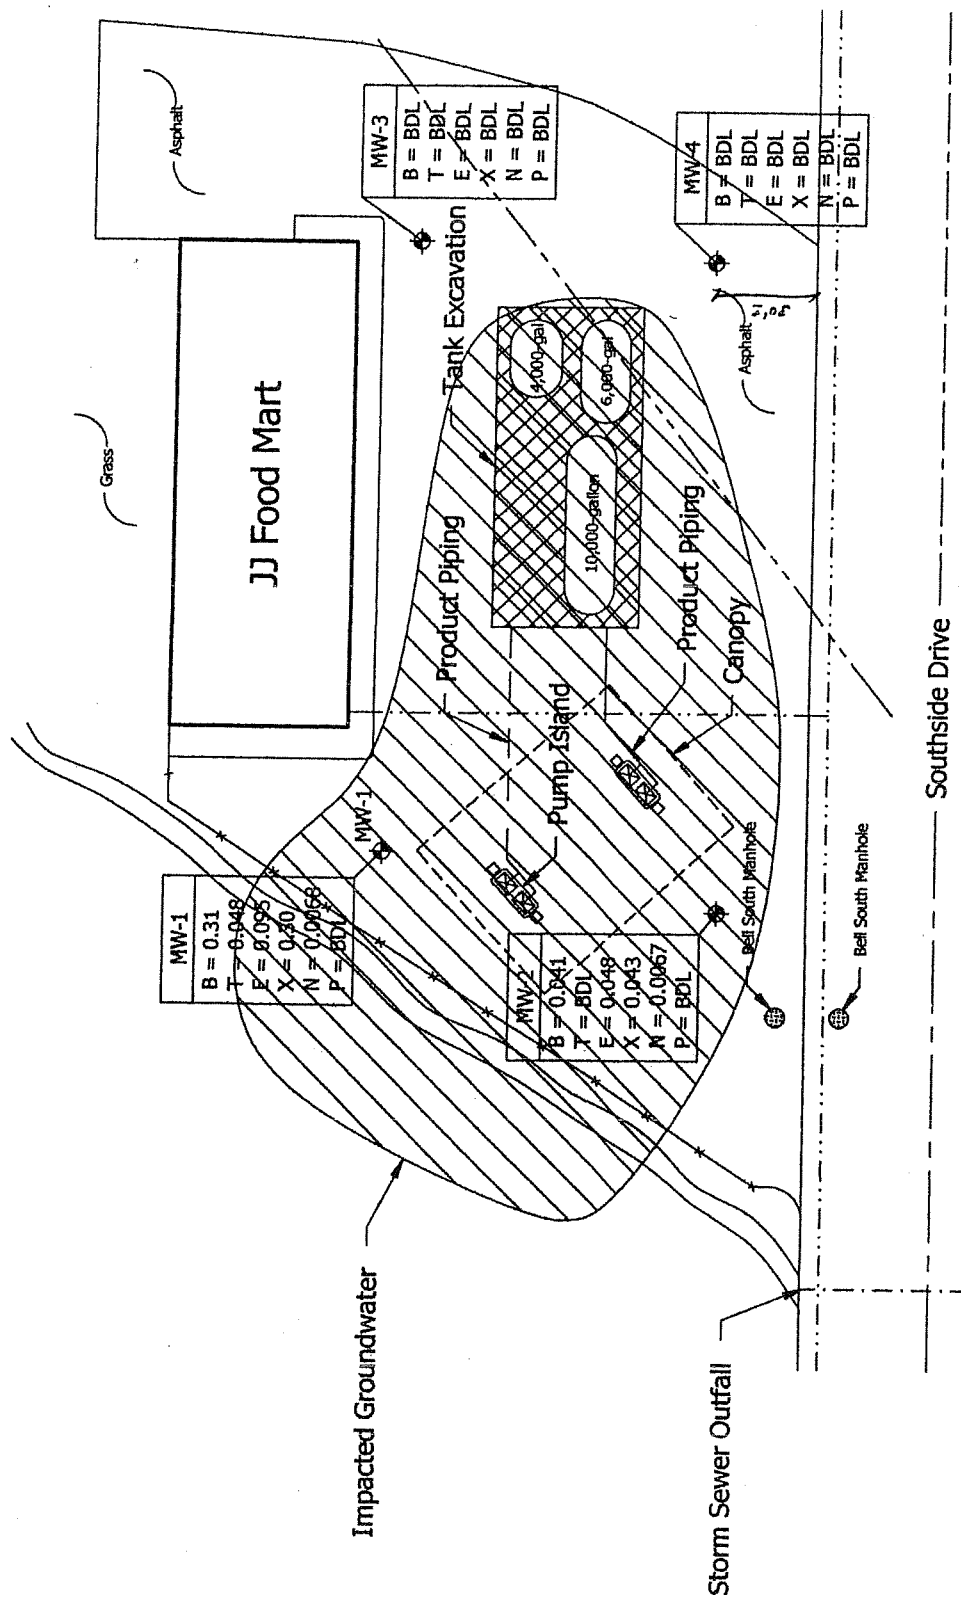 Asphalt
MW-3
B = BDL
T = BDL
E = BDL
X = BDL
N = BDL
P = BDL
MW-4
B = BDL
T = BDL
E = BDL
X = BDL
N = BDL
P = BDL
Grass
JJ Food Mart
Tank Excavation
4,000-gal
6,000-gal
10,000-gallon
Asphalt
Product Piping
Product Piping
Canopy
Pump Island
MW-1
MW-1
B = 0.31
T = 0.048
E = 0.095
X = 0.30
N = 0.0068
P = BDL
MW-2
B = 0.041
T = BDL
E = 0.048
X = 0.043
N = 0.0067
P = BDL
Bell South Manhole
Bell South Manhole
Southside Drive
Impacted Groundwater
Storm Sewer Outfall